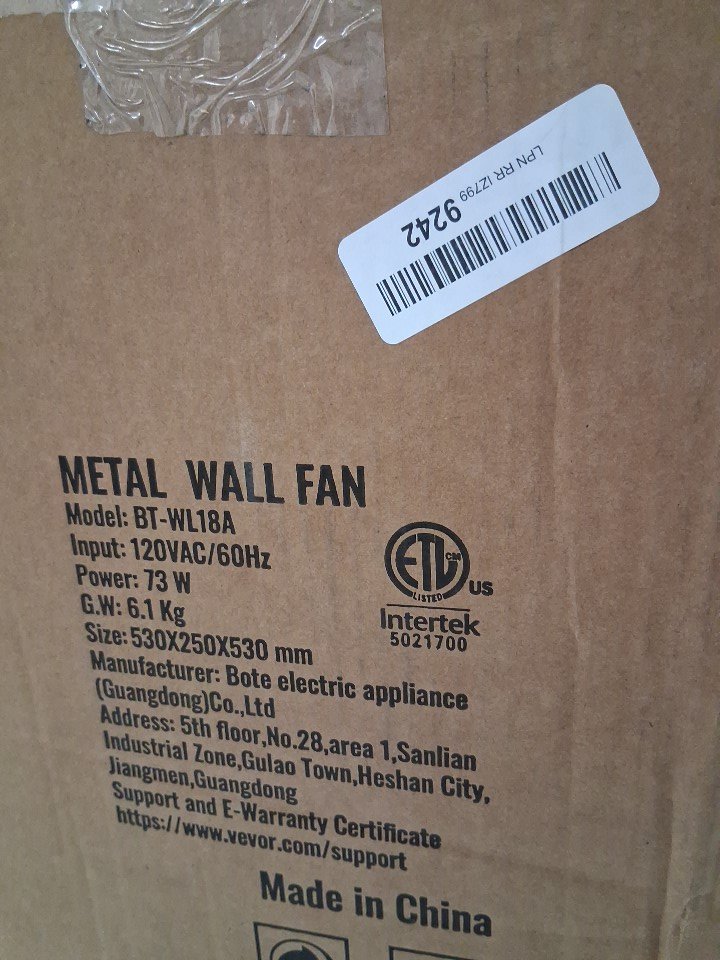 LPN RR IZ799 9242
METAL WALL FAN
Model: BT-WL18A
Input: 120VAC/60Hz
Power: 73 W
G.W: 6.1 Kg
Size: 530X250X530 mm
Manufacturer: Bote electric appliance
(Guangdong)Co.,Ltd
Address: 5th floor,No.28,area 1,Sanlian
Industrial Zone,Gulao Town,Heshan City,
Jiangmen,Guangdong
Support and E-Warranty Certificate
https://www.vevor.com/support
ETL CM
LISTED
US
Intertek
5021700
Made in China